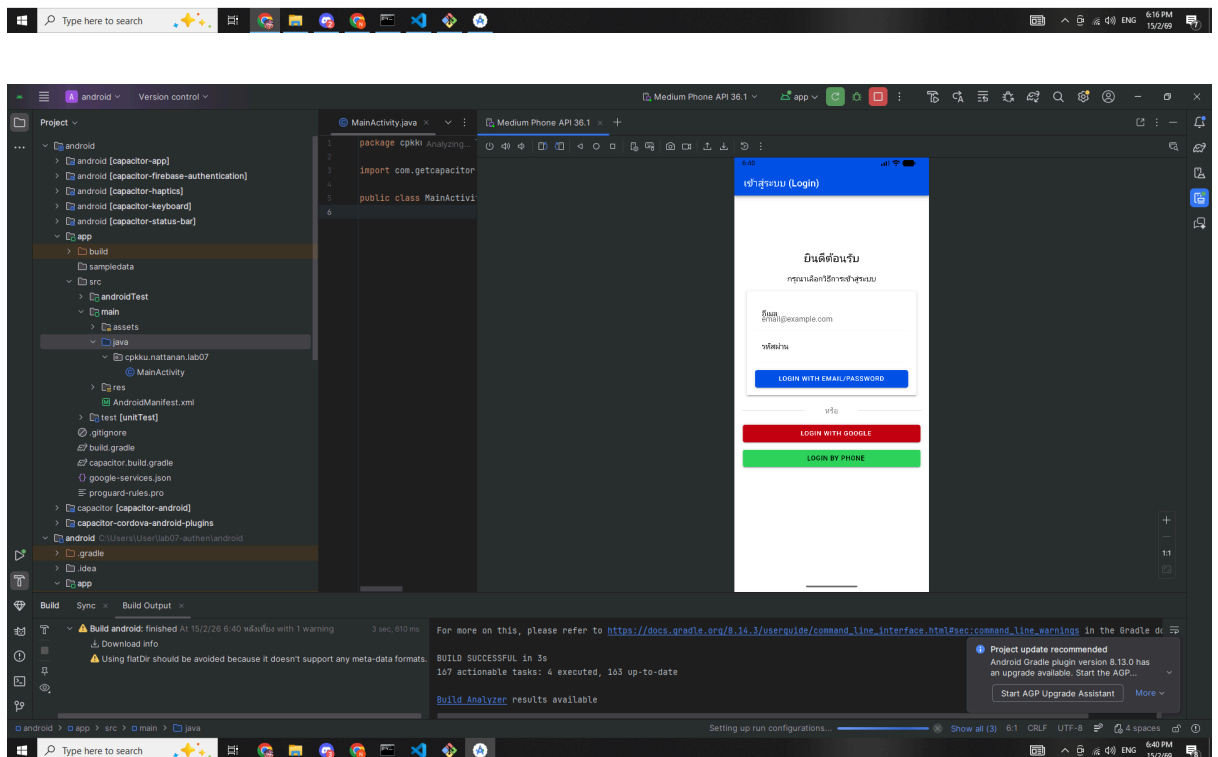 Type here to search
ENG
6:16 PM
15/2/69
android
Version control
Medium Phone API 36.1
app
Project
MainActivity.java
Medium Phone API 36.1
android
android [capacitor-app]
android [capacitor-firebase-authentication]
android [capacitor-haptics]
android [capacitor-keyboard]
android [capacitor-status-bar]
app
build
sampledata
src
androidTest
main
assets
java
cpkku.nattanan.lab07
MainActivity
res
AndroidManifest.xml
test [unitTest]
.gitignore
build.gradle
capacitor.build.gradle
google-services.json
proguard-rules.pro
capacitor [capacitor-android]
capacitor-cordova-android-plugins
android C:\Users\User\lab07-authen\android
.gradle
.idea
app
1 package cpkku Analyzing...
2
3 import com.getcapacitor
4
5 public class MainActivi
6
6:40
เข้าสู่ระบบ (Login)
ยินดีต้อนรับ
กรุณาเลือกวิธีการเข้าสู่ระบบ
อีเมล
email@example.com
รหัสผ่าน
LOGIN WITH EMAIL/PASSWORD
หรือ
LOGIN WITH GOOGLE
LOGIN BY PHONE
1:1
Build Sync Build Output
Build android: finished At 15/2/26 6:40 หลังเที่ยง with 1 warning 3 sec, 610 ms
Download info
Using flatDir should be avoided because it doesn't support any meta-data formats.
For more on this, please refer to https://docs.gradle.org/8.14.3/userguide/command_line_interface.html#sec:command_line_warnings in the Gradle do
BUILD SUCCESSFUL in 3s
167 actionable tasks: 4 executed, 163 up-to-date
Build Analyzer results available
Project update recommended
Android Gradle plugin version 8.13.0 has
an upgrade available. Start the AGP...
Start AGP Upgrade Assistant More
android > app > src > main > java
Setting up run configurations... Show all (3) 6:1 CRLF UTF-8 4 spaces
Type here to search
ENG
6:40 PM
15/2/69